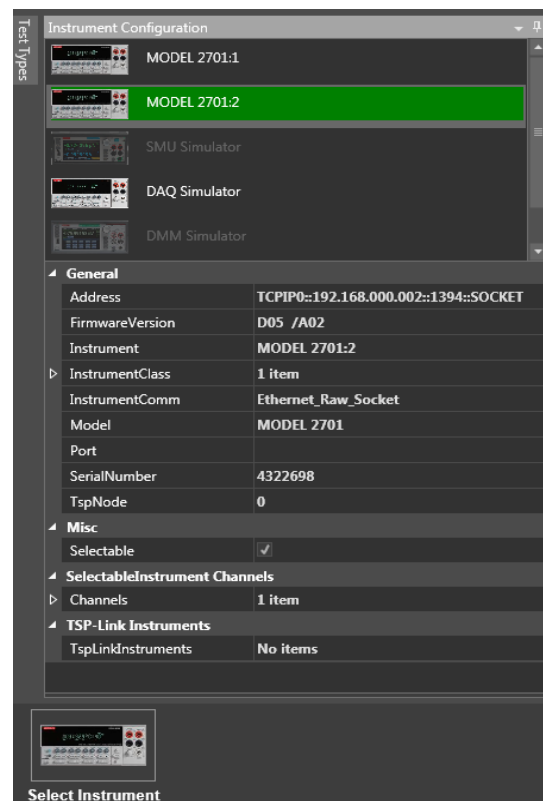 Test Types
Instrument Configuration
MODEL 2701:1
MODEL 2701:2
SMU Simulator
DAQ Simulator
DMM Simulator
General
Address TCPIP0::192.168.000.002::1394::SOCKET
FirmwareVersion D05 /A02
Instrument MODEL 2701:2
InstrumentClass 1 item
InstrumentComm Ethernet_Raw_Socket
Model MODEL 2701
Port
SerialNumber 4322698
TspNode 0
Misc
Selectable
SelectableInstrument Channels
Channels 1 item
TSP-Link Instruments
TspLinkInstruments No items
Select Instrument